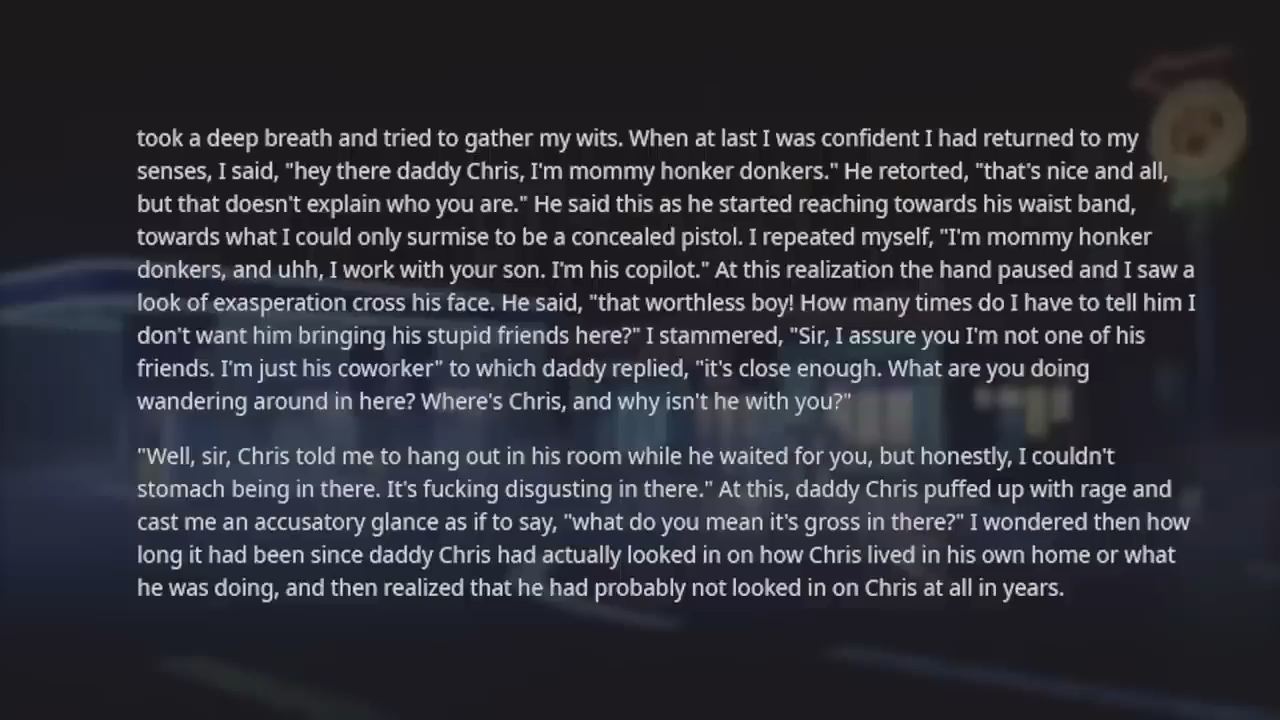 took a deep breath and tried to gather my wits. When at last I was confident I had returned to my
senses, I said, "hey there daddy Chris, I'm mommy honker donkers." He retorted, "that's nice and all,
but that doesn't explain who you are." He said this as he started reaching towards his waist band,
towards what I could only surmise to be a concealed pistol. I repeated myself, "I'm mommy honker
donkers, and uhh, I work with your son. I'm his copilot." At this realization the hand paused and I saw a
look of exasperation cross his face. He said, "that worthless boy! How many times do I have to tell him I
don't want him bringing his stupid friends here?" I stammered, "Sir, I assure you I'm not one of his
friends. I'm just his coworker" to which daddy replied, "it's close enough. What are you doing
wandering around in here? Where's Chris, and why isn't he with you?"
"Well, sir, Chris told me to hang out in his room while he waited for you, but honestly, I couldn't
stomach being in there. It's fucking disgusting in there." At this, daddy Chris puffed up with rage and
cast me an accusatory glance as if to say, "what do you mean it's gross in there?" I wondered then how
long it had been since daddy Chris had actually looked in on how Chris lived in his own home or what
he was doing, and then realized that he had probably not looked in on Chris at all in years.